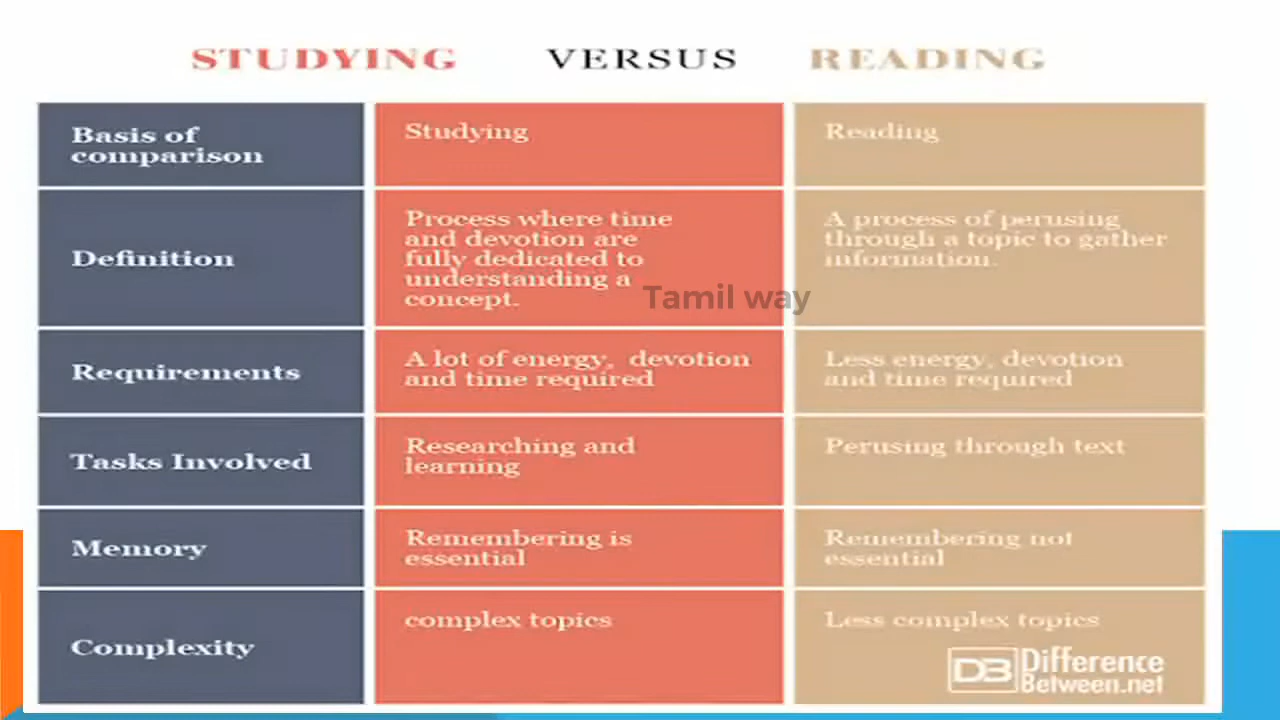 STUDYING VERSUS READING
Basis of
comparison
Studying
Reading
Definition
Process where time
and devotion are
fully dedicated to
understanding a
concept.
A process of perusing
through a topic to gather
information.
Tamil way
Requirements
A lot of energy, devotion
and time required
Less energy, devotion
and time required
Tasks Involved
Researching and
learning
Perusing through text
Memory
Remembering is
essential
Remembering not
essential
Complexity
complex topics
Less complex topics
DB
Difference
Between.net